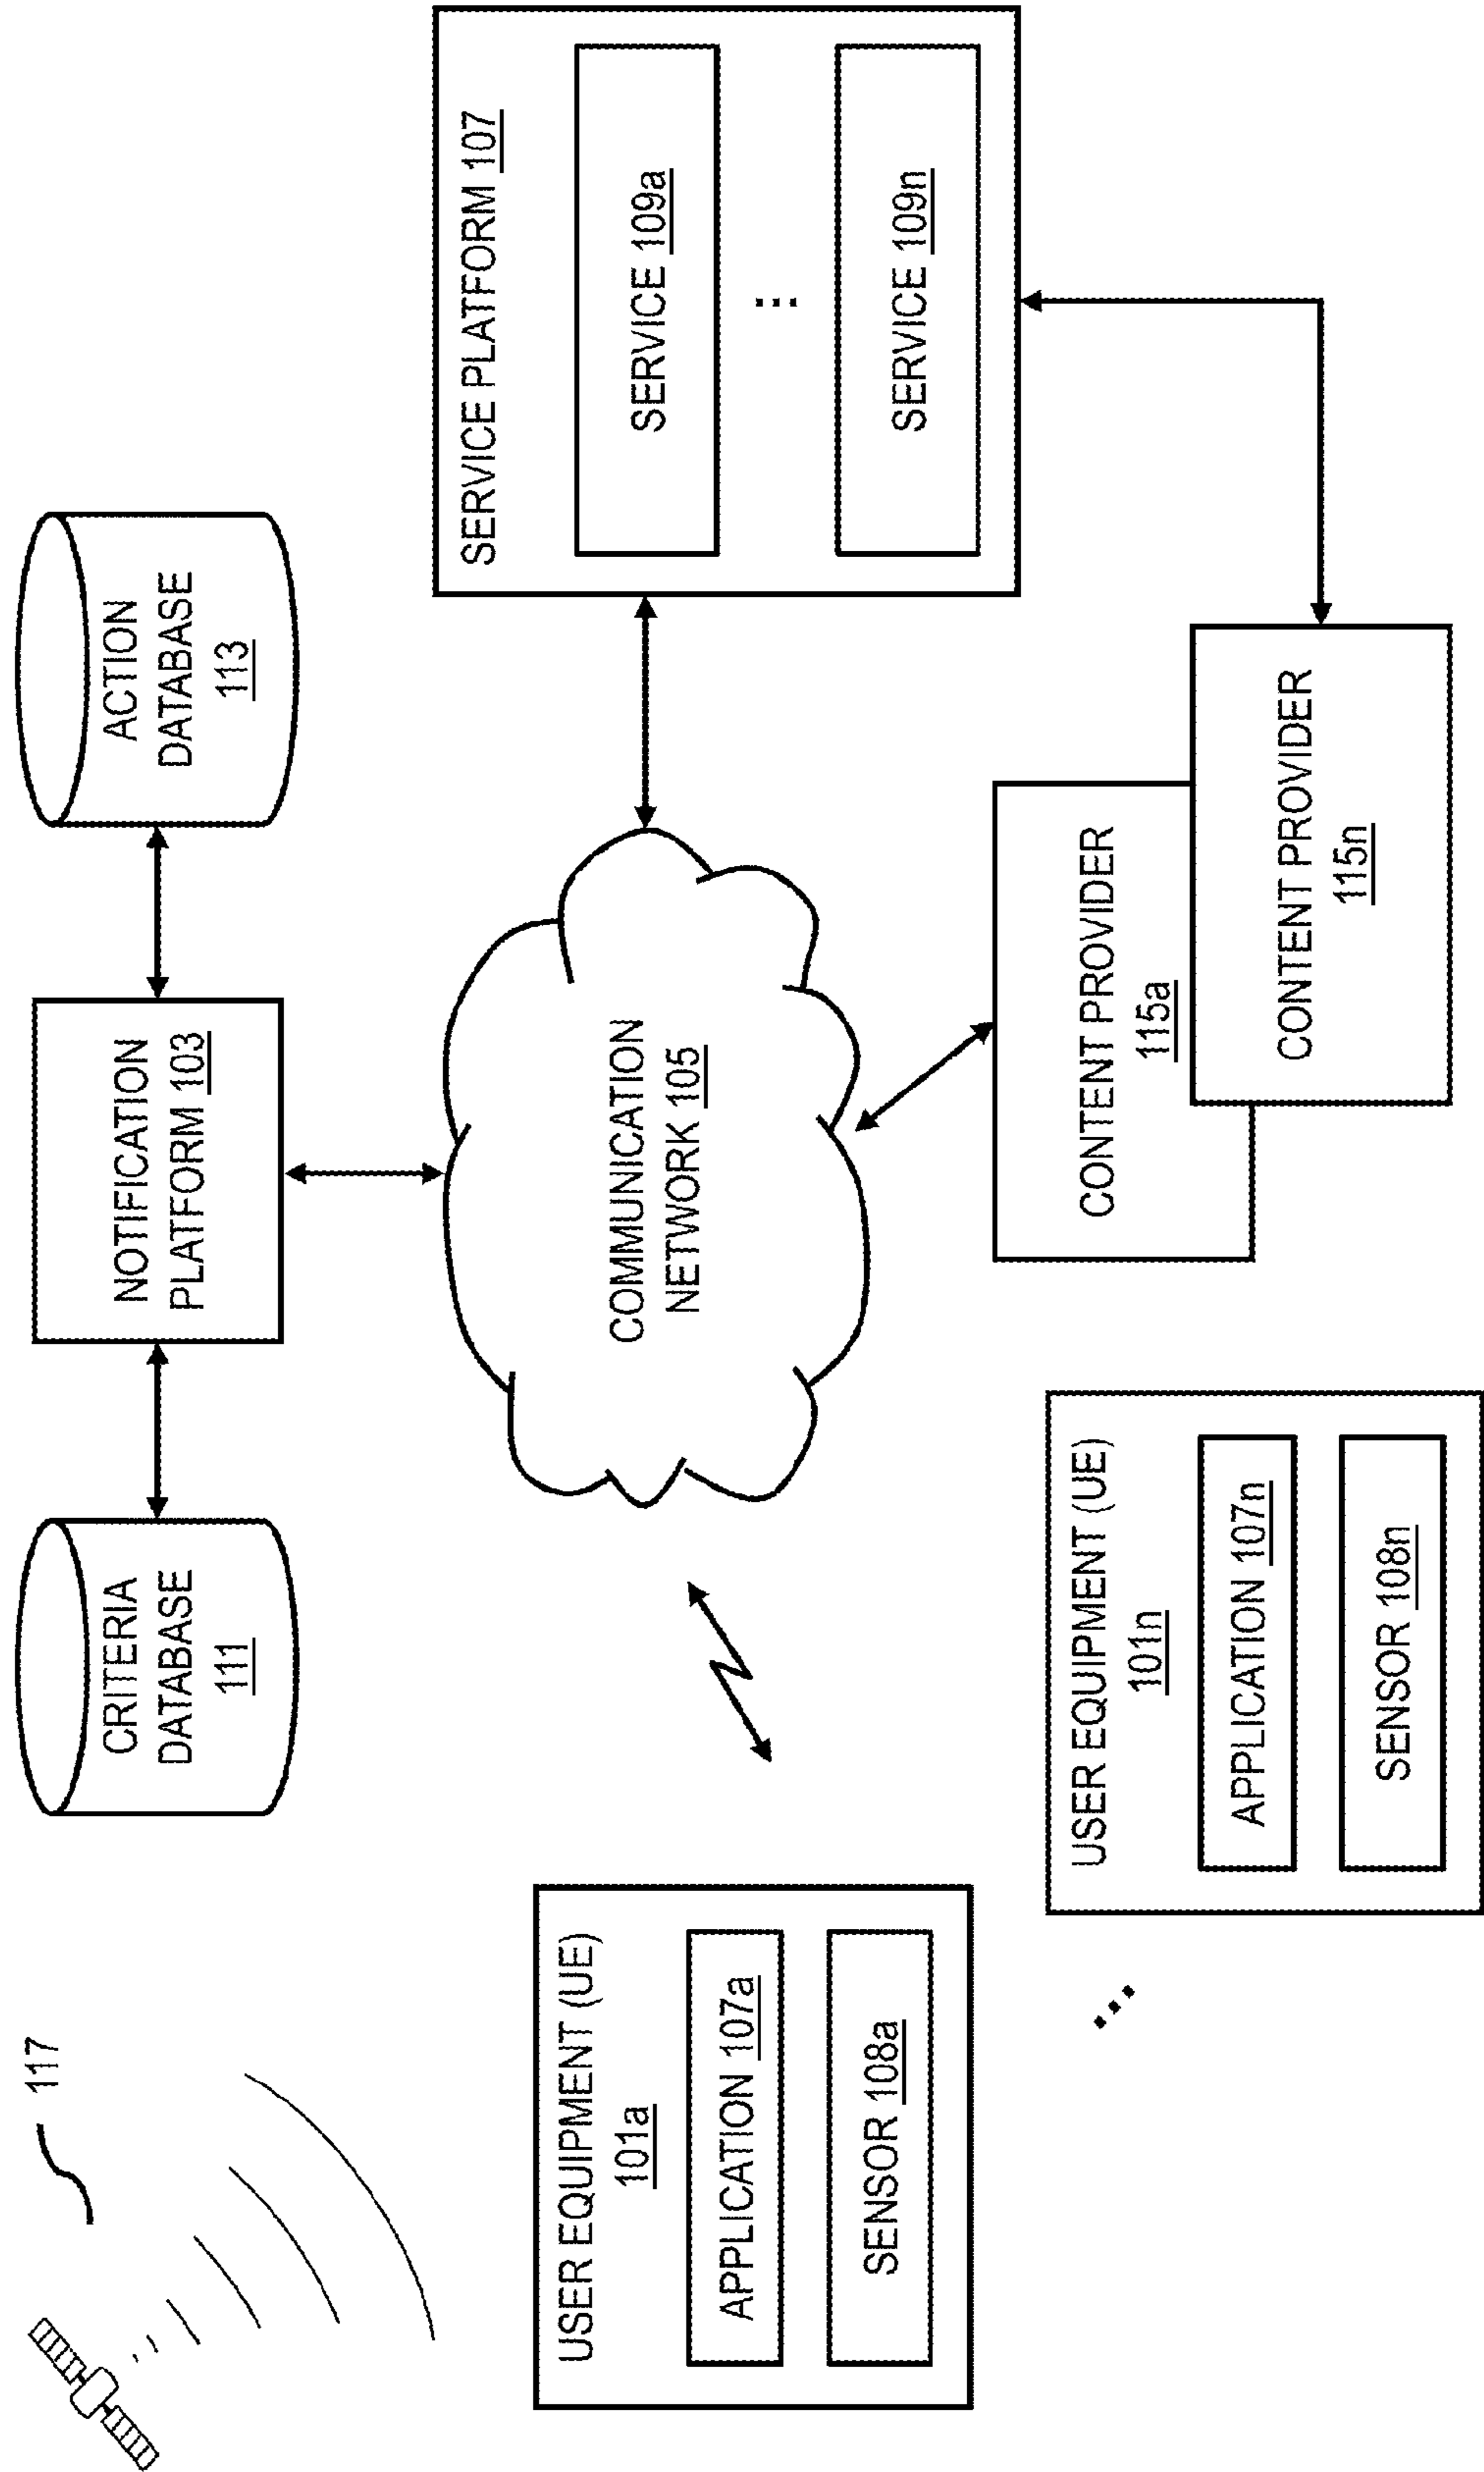 117
CRITERIA
DATABASE
111
NOTIFICATION
PLATFORM 103
ACTION
DATABASE
113
USER EQUIPMENT (UE)
101a
APPLICATION 107a
SENSOR 108a
COMMUNICATION
NETWORK 105
SERVICE PLATFORM 107
SERVICE 109a
...
SERVICE 109n
...
USER EQUIPMENT (UE)
101n
APPLICATION 107n
SENSOR 108n
CONTENT PROVIDER
115a
CONTENT PROVIDER
115n